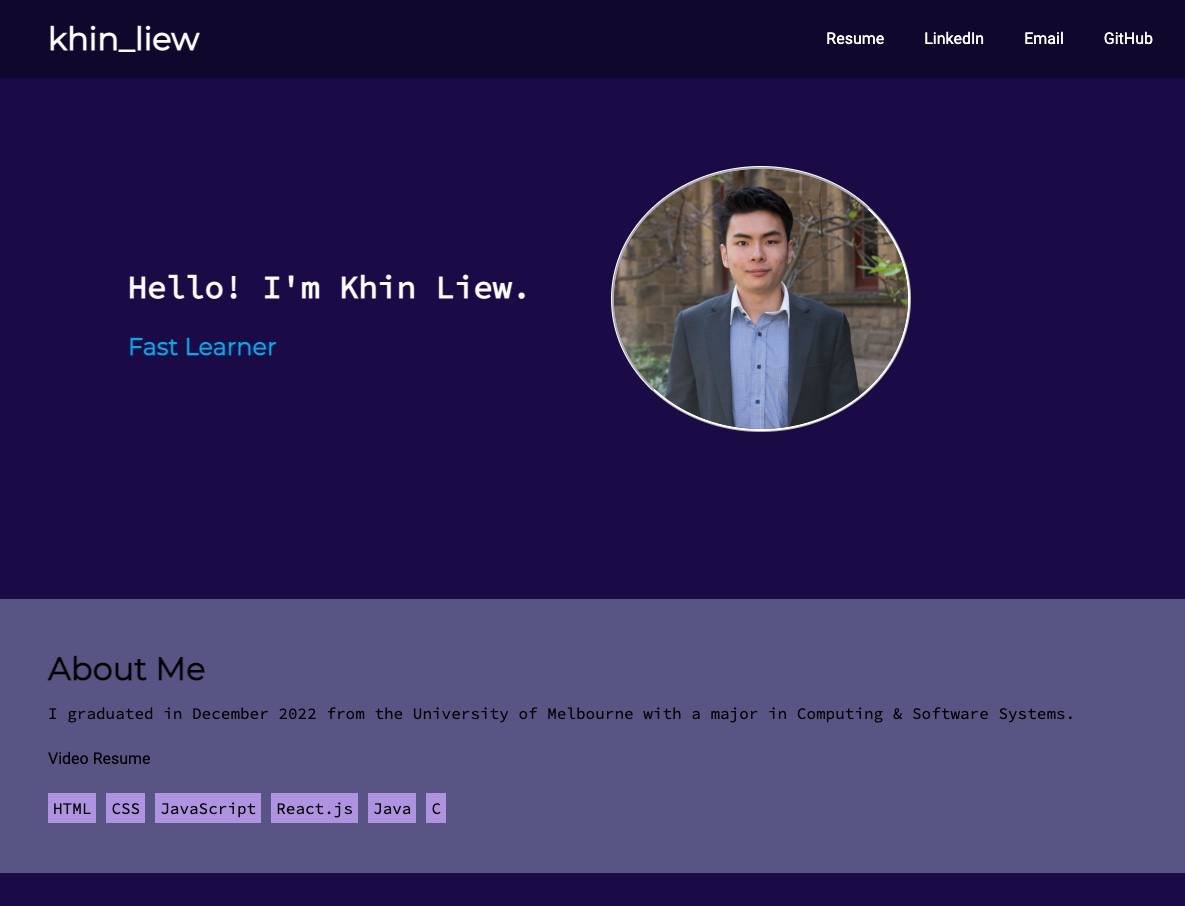 khin_liew
Resume LinkedIn Email GitHub
Hello! I'm Khin Liew.
Fast Learner
About Me
I graduated in December 2022 from the University of Melbourne with a major in Computing & Software Systems.
Video Resume
HTML CSS JavaScript React.js Java C